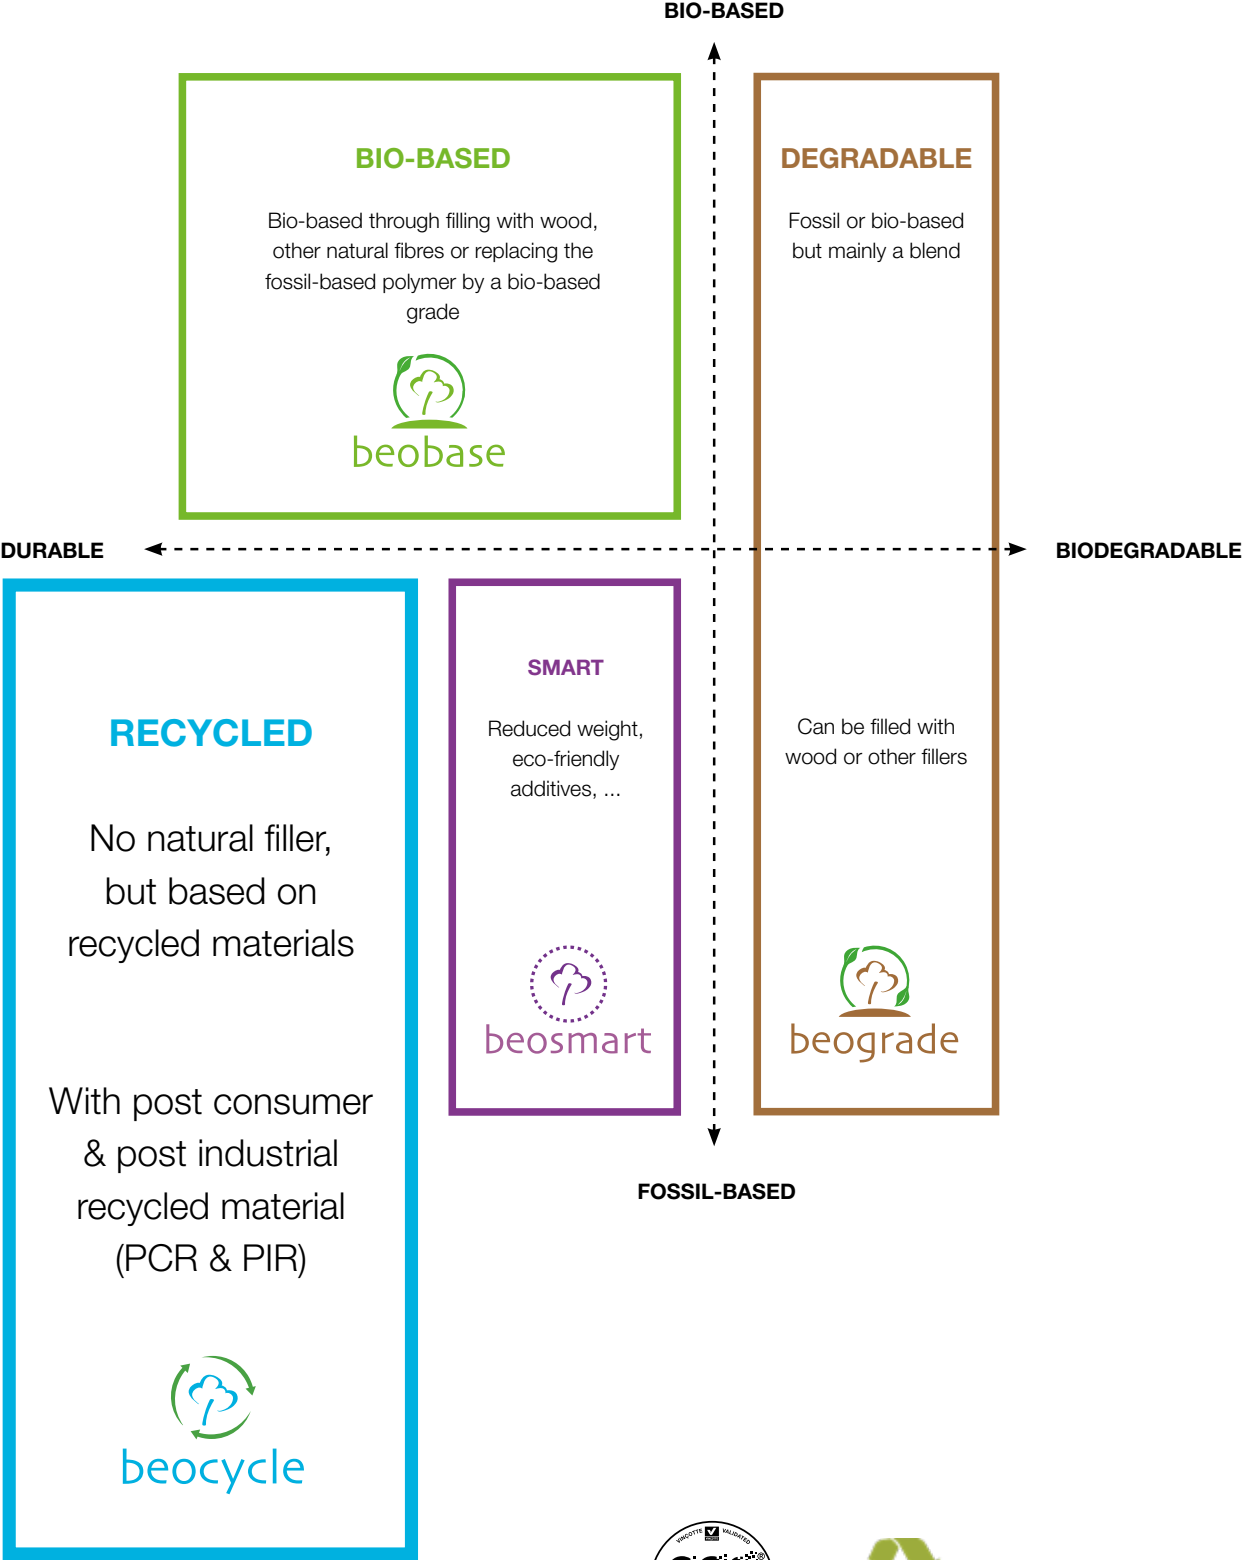 BIO-BASED
BIO-BASED
Bio-based through filling with wood,
other natural fibres or replacing the
fossil-based polymer by a bio-based
grade
beobase
DEGRADABLE
Fossil or bio-based
but mainly a blend
DURABLE
BIODEGRADABLE
RECYCLED
No natural filler,
but based on
recycled materials
With post consumer
& post industrial
recycled material
(PCR & PIR)
beocycle
SMART
Reduced weight,
eco-friendly
additives, ...
beosmart
Can be filled with
wood or other fillers
beograde
FOSSIL-BASED
VINÇOTTE VALIDATED